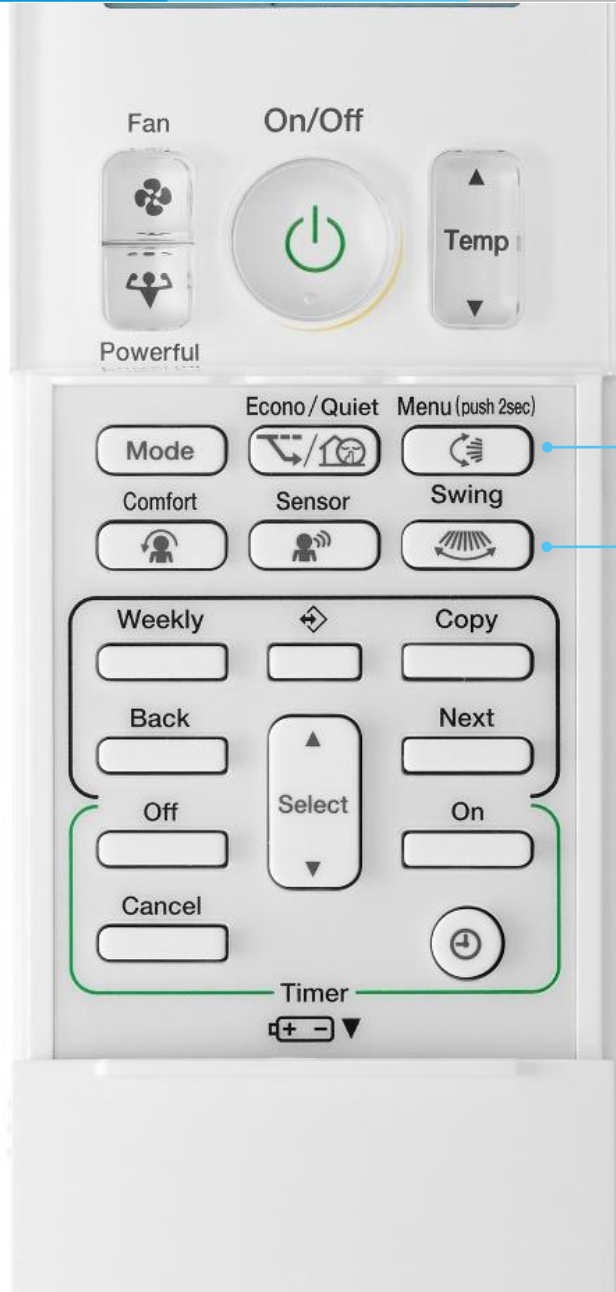 Fan
On/Off
Temp
Powerful
Econo/Quiet
Menu (push 2sec)
Mode
Comfort
Sensor
Swing
Weekly
Copy
Back
Next
Select
Off
On
Cancel
Timer